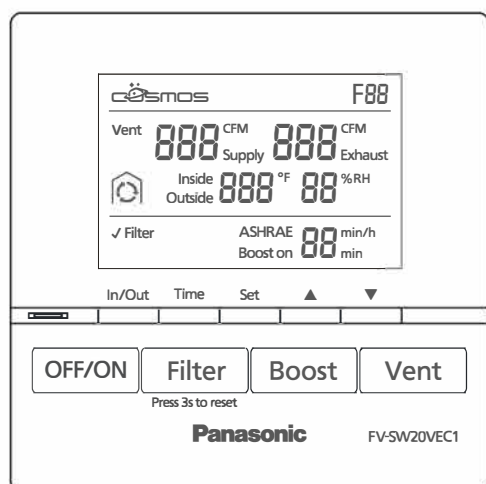 cösmos F88
Vent 888 CFM Supply 888 CFM Exhaust
Inside Outside 888 °F 88 %RH
✓ Filter ASHRAE Boost on 88 min/h min
In/Out Time Set ▲ ▼
OFF/ON Filter Boost Vent
Press 3s to reset
Panasonic FV-SW20VEC1